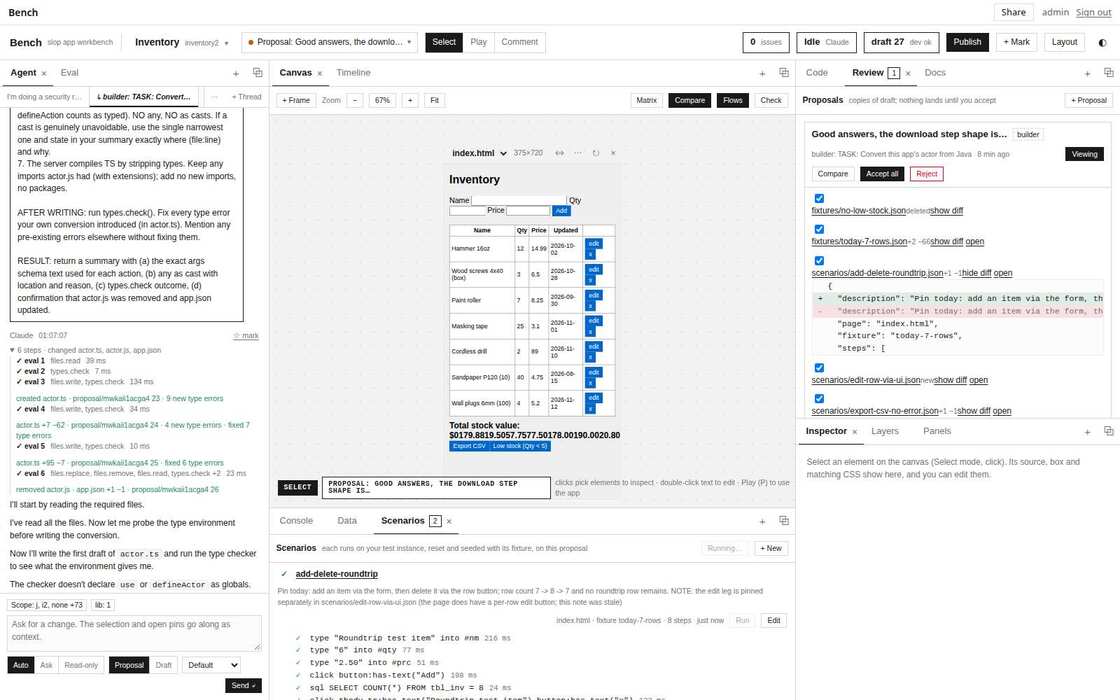 Bench
Share admin Sign out
Bench slop app workbench Inventory inventory2 Proposal: Good answers, the downlo… Select Play Comment 0 issues Idle Claude draft 27 dev ok Publish + Mark Layout
Agent × Eval
I'm doing a security r… ↳ builder: TASK: Convert… ··· + Thread
defineAction counts as typed). NO any, NO as casts. If a
cast is genuinely unavoidable, use the single narrowest
one and state in your summary exactly where (file:line)
and why.
7. The server compiles TS by stripping types. Keep any
imports actor.js had (with extensions); add no new imports,
no packages.
AFTER WRITING: run types.check(). Fix every type error
your own conversion introduced (in actor.ts). Mention any
pre-existing errors elsewhere without fixing them.
RESULT: return a summary with (a) the exact args
schema text used for each action, (b) any as cast with
location and reason, (c) types.check outcome, (d)
confirmation that actor.js was removed and app.json
updated.
Claude 01:07:07 ☆ mark
▾ 6 steps · changed actor.ts, actor.js, app.json
✓ eval 1 files.read 39 ms
✓ eval 2 types.check 7 ms
✓ eval 3 files.write, types.check 134 ms
created actor.ts · proposal/mwkaii1acga4 23 · 9 new type errors
✓ eval 4 files.write, types.check 34 ms
actor.ts +7 −62 · proposal/mwkaii1acga4 24 · 4 new type errors · fixed 7
type errors
✓ eval 5 files.write, types.check 10 ms
actor.ts +95 −7 · proposal/mwkaii1acga4 25 · fixed 6 type errors
✓ eval 6 files.replace, files.remove, files.read, types.check +2 23 ms
removed actor.js · app.json +1 −1 · proposal/mwkaii1acga4 26
I'll start by reading the required files.
I've read all the files. Now let me probe the type environment
before writing the conversion.
Now I'll write the first draft of actor.ts and run the type checker
to see what the environment gives me.
The checker doesn't declare use or defineActor as globals.
Scope: j, i2, none +73 lib: 1
Ask for a change. The selection and open pins go along as
context.
Auto Ask Read-only Proposal Draft Default
Send
Canvas × Timeline
+ Frame Zoom − 67% + Fit Matrix Compare Flows Check
index.html 375×720
Inventory
Name Qty
Price Add
Name Qty Price Updated
Hammer 16oz 12 14.99 2026-10-02 edit x
Wood screws 4x40 (box) 3 6.5 2026-10-28 edit x
Paint roller 7 8.25 2026-09-30 edit x
Masking tape 25 3.1 2026-11-01 edit x
Cordless drill 2 89 2026-11-10 edit x
Sandpaper P120 (10) 40 4.75 2026-08-15 edit x
Wall plugs 6mm (100) 4 5.2 2026-11-12 edit x
Total stock value:
$0179.8819.5057.7577.50178.00190.0020.80
Export CSV Low stock (Qty < 5)
SELECT PROPOSAL: GOOD ANSWERS, THE DOWNLOAD STEP SHAPE IS… clicks pick elements to inspect · double-click text to edit · Play (P) to use the app
Console Data Scenarios 2 ×
Scenarios each runs on your test instance, reset and seeded with its fixture, on this proposal Running… + New
✓ add-delete-roundtrip
Pin today: add an item via the form, then delete it via the row button; row count 7 -> 8 -> 7 and no roundtrip row remains. NOTE: the edit leg is pinned
separately in scenarios/edit-row-via-ui.json (the page does have a per-row edit button; this note was stale)
index html · fixture today-7-rows · 8 steps just now Run Edit
✓ type "Roundtrip test item" into #nm 216 ms
✓ type "6" into #qty 77 ms
✓ type "2.50" into #prc 51 ms
✓ click button:has-text("Add") 198 ms
✓ sql SELECT COUNT(*) FROM tbl_inv = 8 24 ms
Code Review 1 × Docs
Proposals copies of draft; nothing lands until you accept + Proposal
Good answers, the download step shape is… builder
builder: TASK: Convert this app's actor from Java 8 min ago Viewing
Compare Accept all Reject
fixtures/no-low-stock.json deleted show diff
fixtures/today-7-rows.json +2 −66 show diff open
scenarios/add-delete-roundtrip.json +1 −1 hide diff open
{
+ "description": "Pin today: add an item via the form, th
- "description": "Pin today: add an item via the form, th
"page": "index.html",
"fixture": "today-7-rows",
"steps": [
scenarios/edit-row-via-ui.json new show diff open
scenarios/export-csv-no-error.json +1 −1 show diff open
Inspector × Layers Panels
Select an element on the canvas (Select mode, click). Its source, box and
matching CSS show here, and you can edit them.